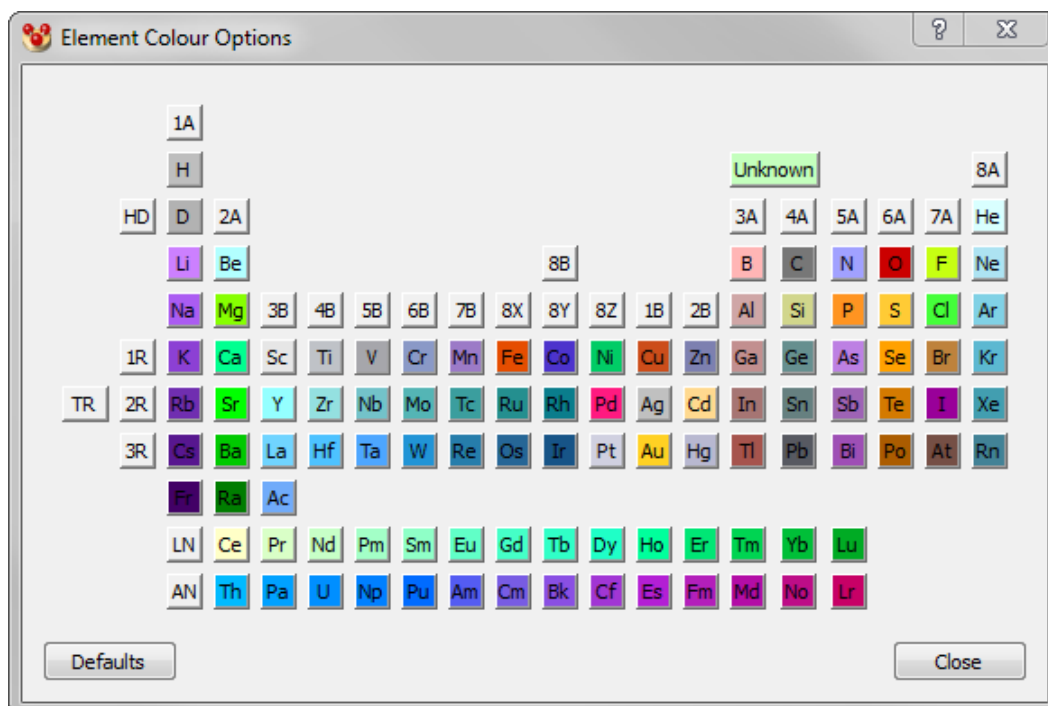 Element Colour Options
1A
H Unknown 8A
HD D 2A 3A 4A 5A 6A 7A He
Li Be 8B B C N O F Ne
Na Mg 3B 4B 5B 6B 7B 8X 8Y 8Z 1B 2B Al Si P S Cl Ar
1R K Ca Sc Ti V Cr Mn Fe Co Ni Cu Zn Ga Ge As Se Br Kr
TR 2R Rb Sr Y Zr Nb Mo Tc Ru Rh Pd Ag Cd In Sn Sb Te I Xe
3R Cs Ba La Hf Ta W Re Os Ir Pt Au Hg Tl Pb Bi Po At Rn
Fr Ra Ac
LN Ce Pr Nd Pm Sm Eu Gd Tb Dy Ho Er Tm Yb Lu
AN Th Pa U Np Pu Am Cm Bk Cf Es Fm Md No Lr
Defaults Close